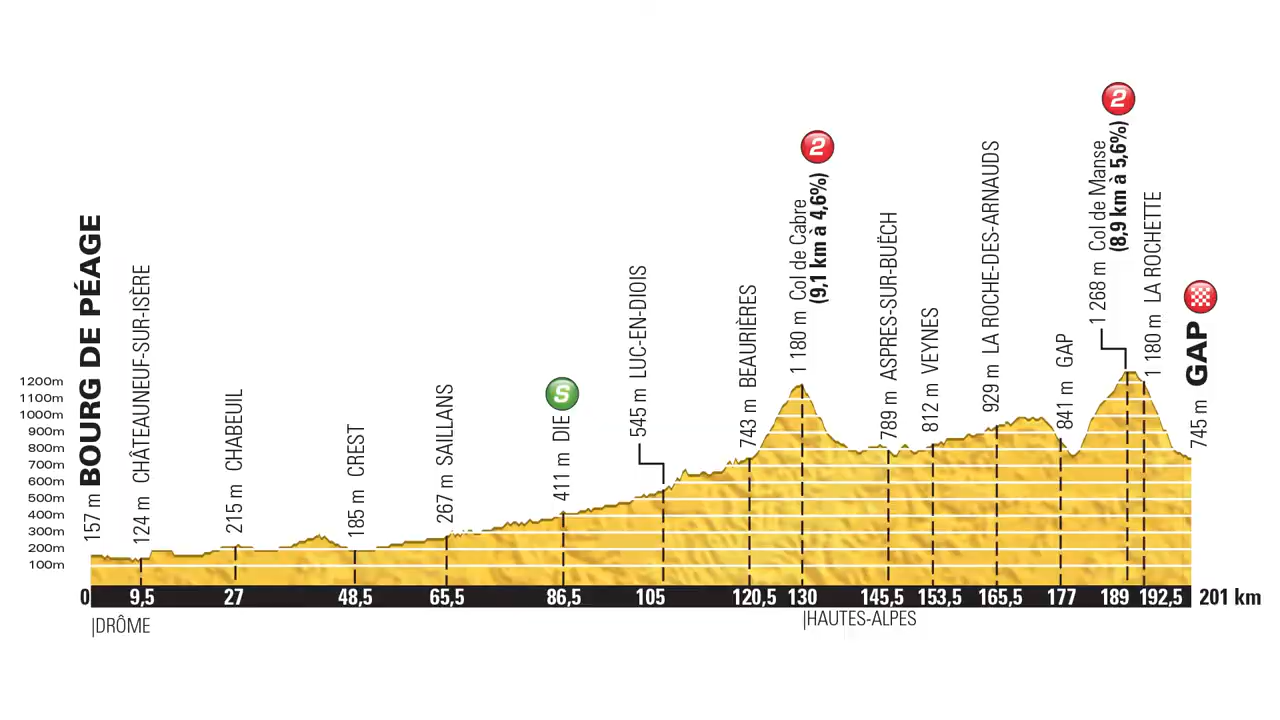 157 m BOURG DE PÉAGE
124 m CHÂTEAUNEUF-SUR-ISÈRE
215 m CHABEUIL
185 m CREST
267 m SAILLANS
411 m DIE
S
545 m LUC-EN-DIOIS
743 m BEAURIÈRES
1 180 m Col de Cabre
(9,1 km à 4,6%)
2
789 m ASPRES-SUR-BUËCH
812 m VEYNES
929 m LA ROCHE-DES-ARNAUDS
841 m GAP
1 268 m Col de Manse
(8,9 km à 5,6%)
2
1 180 m LA ROCHETTE
745 m GAP
1200m
1100m
1000m
900m
800m
700m
600m
500m
400m
300m
200m
100m
0 9,5 27 48,5 65,5 86,5 105 120,5 130 145,5 153,5 165,5 177 189 192,5 201 km
|DRÔME
|HAUTES-ALPES